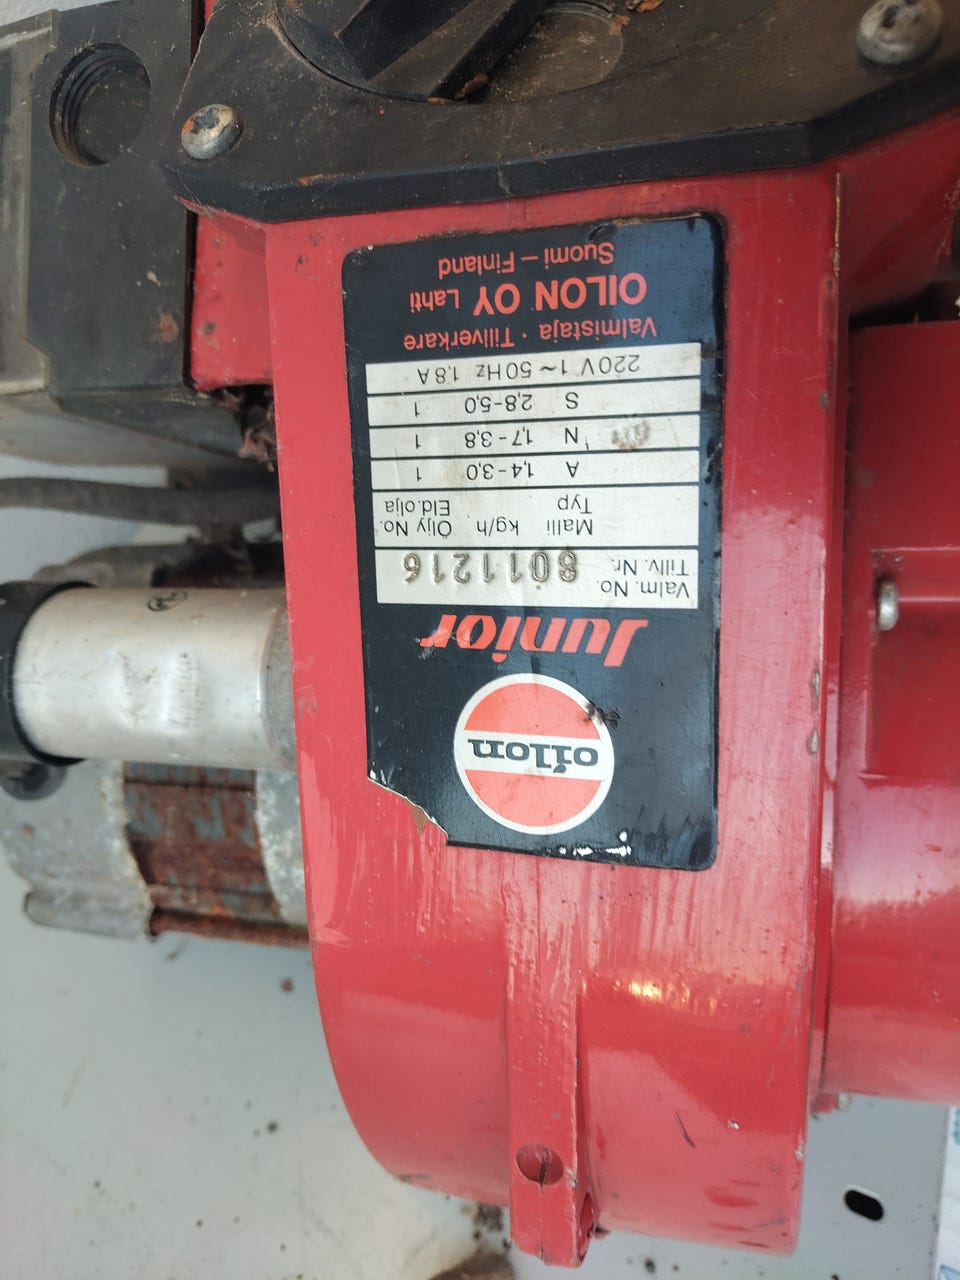 oilon
Junior
Valm. No
Tillv. Nr. 8011216
Malli kg/h Öljy No.
Typ Eld.olja
A 1,4-3,0 1
N 1,7-3,8 1
S 2,8-5,0 1
220V 1~ 50Hz 1.8A
Valmistaja · Tillverkare
OILON OY Lahti
Suomi – Finland